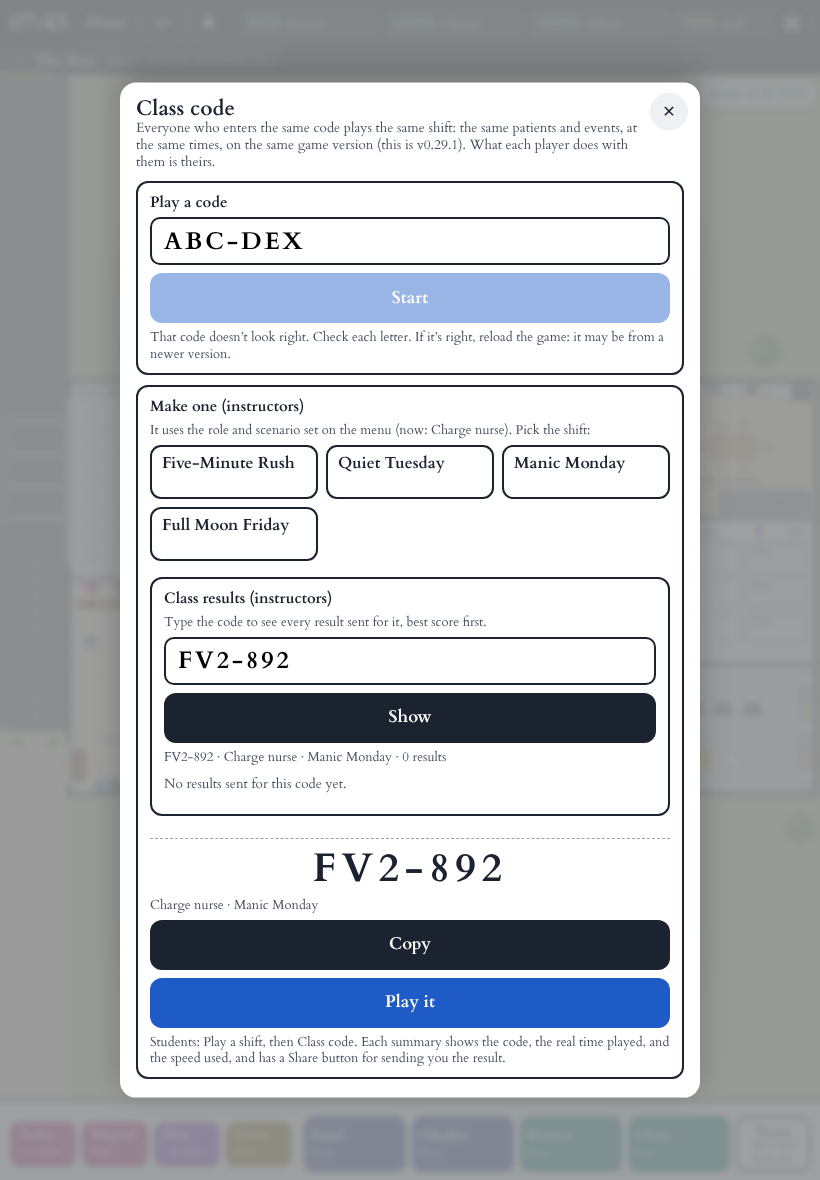 07:43
Class code
Everyone who enters the same code plays the same shift: the same patients and events, at
the same times, on the same game version (this is v0.29.1). What each player does with
them is theirs.
×
Play a code
ABC-DEX
Start
That code doesn't look right. Check each letter. If it's right, reload the game: it may be from a
newer version.
Make one (instructors)
It uses the role and scenario set on the menu (now: Charge nurse). Pick the shift:
Five-Minute Rush
Quiet Tuesday
Manic Monday
Full Moon Friday
Class results (instructors)
Type the code to see every result sent for it, best score first.
FV2-892
Show
FV2-892 · Charge nurse · Manic Monday · 0 results
No results sent for this code yet.
FV2-892
Charge nurse · Manic Monday
Copy
Play it
Students: Play a shift, then Class code. Each summary shows the code, the real time played, and
the speed used, and has a Share button for sending you the result.